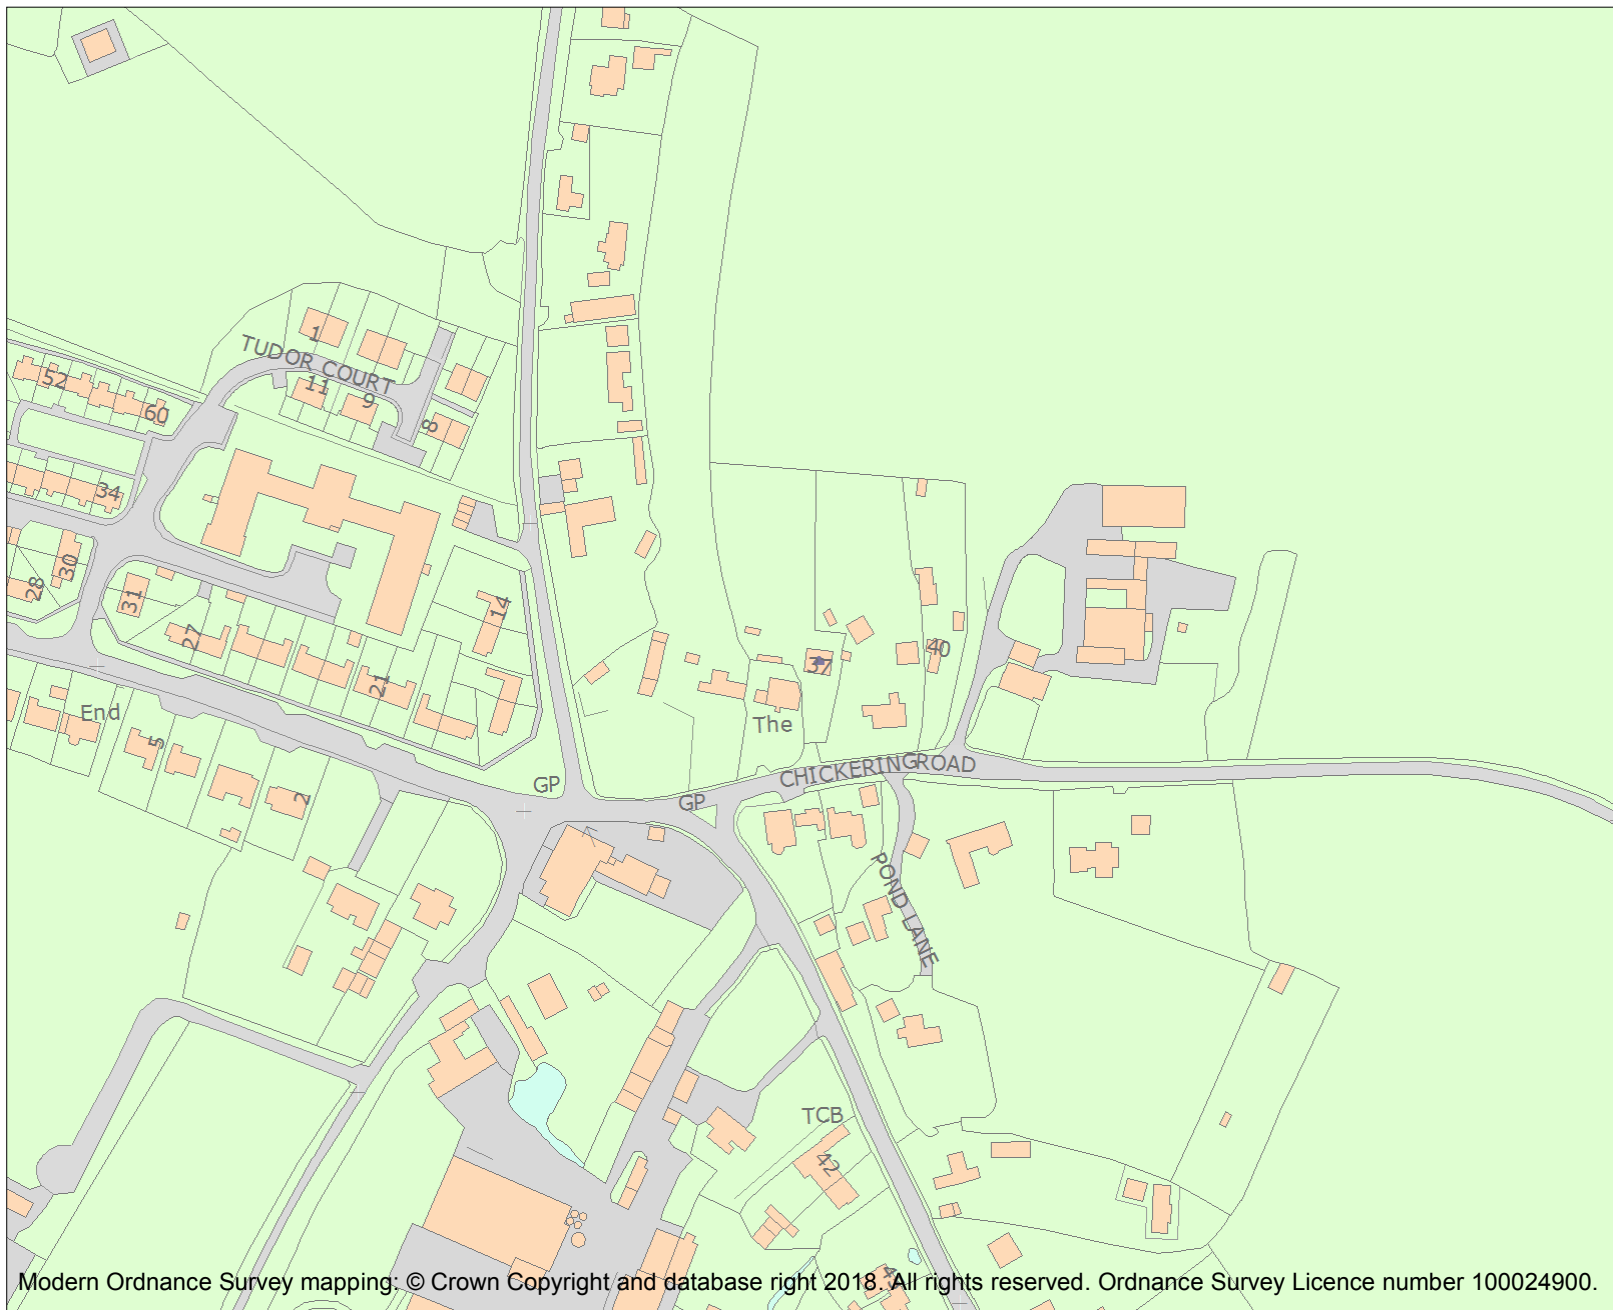 1
TUDOR COURT
52
11
9
60
8
34
30
28
31
14
27
40
37
21
End
The
5
CHICKERING ROAD
GP
2
GP
POND LANE
TCB
42
Modern Ordnance Survey mapping: © Crown Copyright and database right 2018. All rights reserved. Ordnance Survey Licence number 100024900.